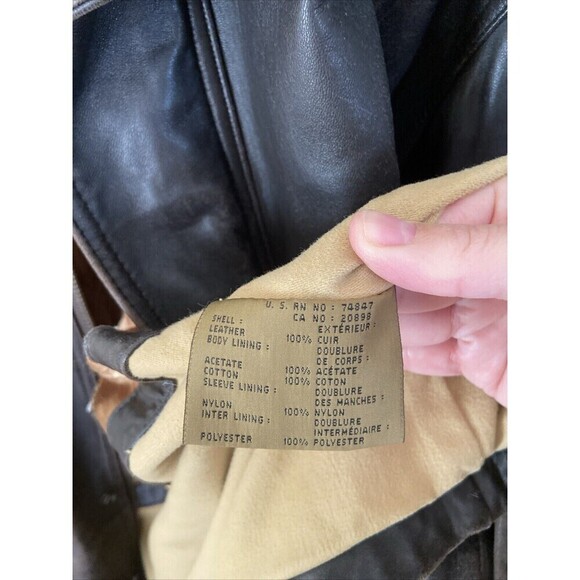 U. S. RN NO : 74847
CA NO : 20898
SHELL : EXTÉRIEUR :
LEATHER 100% CUIR
BODY LINING : DOUBLURE
DE CORPS :
ACETATE 100% ACÉTATE
COTTON 100% COTON
SLEEVE LINING : DOUBLURE
DES MANCHES :
NYLON 100% NYLON
INTER LINING : DOUBLURE
INTERMÉDIAIRE :
POLYESTER 100% POLYESTER